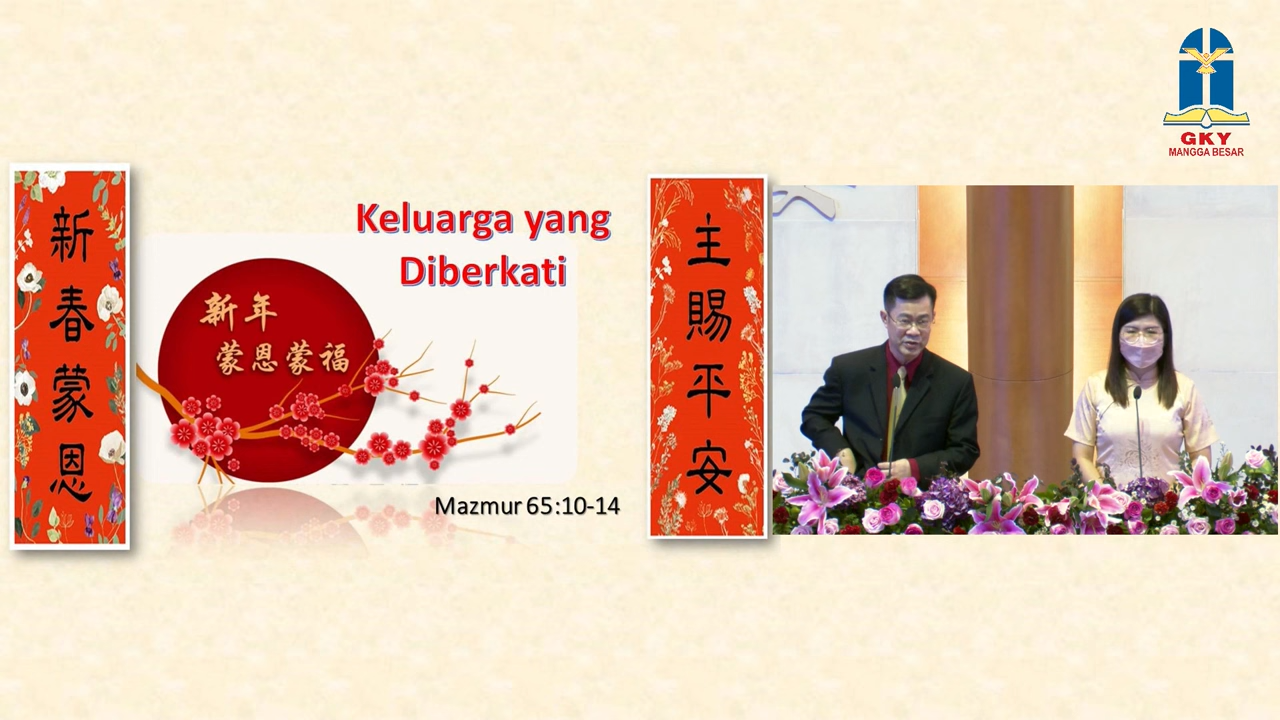 GKY
MANGGA BESAR
新春蒙恩
Keluarga yang
Diberkati
新年
蒙恩蒙福
Mazmur 65:10-14
主賜平安